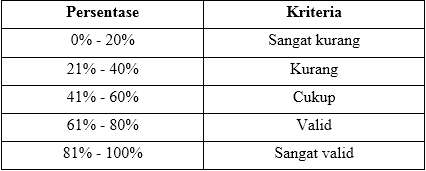 Persentase Kriteria
0% - 20% Sangat kurang
21% - 40% Kurang
41% - 60% Cukup
61% - 80% Valid
81% - 100% Sangat valid